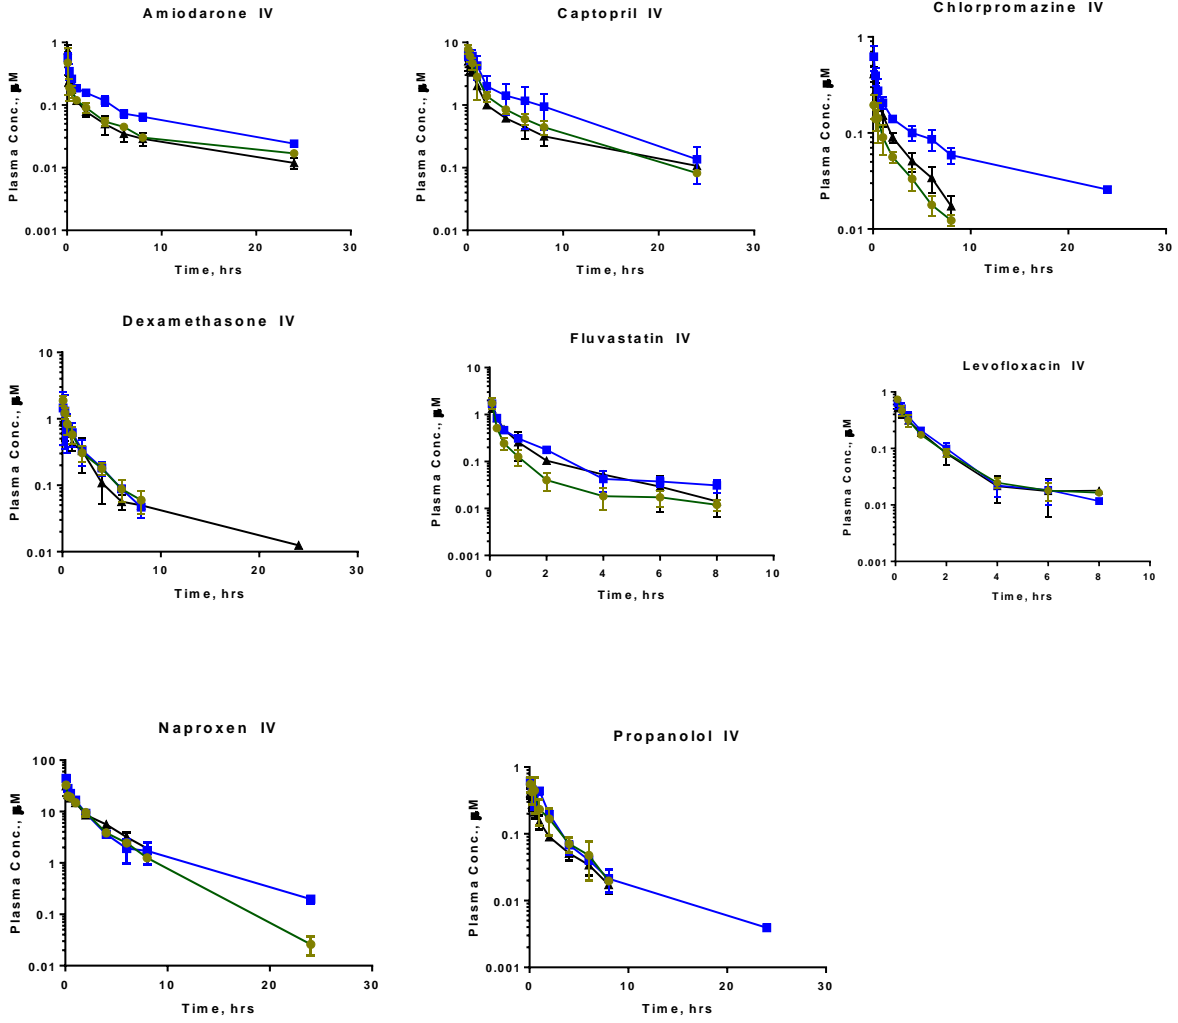 Amiodarone IV
Plasma Conc., µM
1
0.1
0.01
0.001
0 10 20 30
Time, hrs
Captopril IV
Plasma Conc., µM
10
1
0.1
0.01
0 10 20 30
Time, hrs
Chlorpromazine IV
Plasma Conc., µM
1
0.1
0.01
0 10 20 30
Time, hrs
Dexamethasone IV
Plasma Conc., µM
10
1
0.1
0.01
0 10 20 30
Time, hrs
Fluvastatin IV
Plasma Conc., µM
10
1
0.1
0.01
0.001
0 2 4 6 8 10
Time, hrs
Levofloxacin IV
Plasma Conc., µM
1
0.1
0.01
0.001
0 2 4 6 8 10
Time, hrs
Naproxen IV
Plasma Conc., µM
100
10
1
0.1
0.01
0 10 20 30
Time, hrs
Propanolol IV
Plasma Conc., µM
1
0.1
0.01
0.001
0 10 20 30
Time, hrs